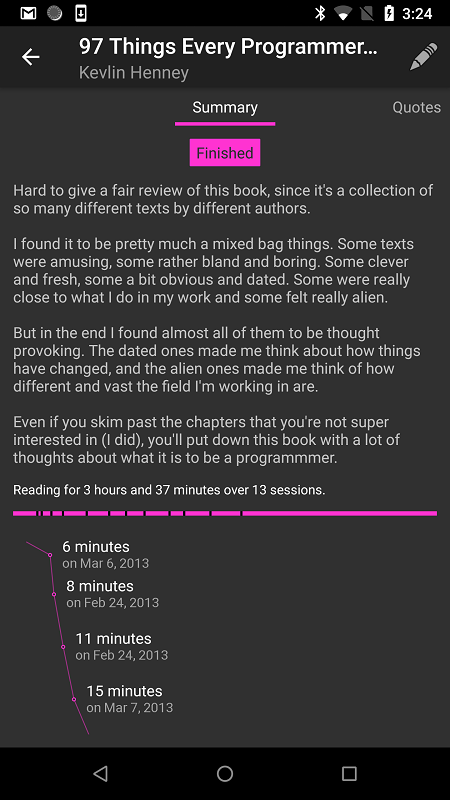 3:24
97 Things Every Programmer...
Kevlin Henney
Summary
Quotes
Finished
Hard to give a fair review of this book, since it's a collection of
so many different texts by different authors.
I found it to be pretty much a mixed bag things. Some texts
were amusing, some rather bland and boring. Some clever
and fresh, some a bit obvious and dated. Some were really
close to what I do in my work and some felt really alien.
But in the end I found almost all of them to be thought
provoking. The dated ones made me think about how things
have changed, and the alien ones made me think of how
different and vast the field I'm working in are.
Even if you skim past the chapters that you're not super
interested in (I did), you'll put down this book with a lot of
thoughts about what it is to be a programmmer.
Reading for 3 hours and 37 minutes over 13 sessions.
6 minutes
on Mar 6, 2013
8 minutes
on Feb 24, 2013
11 minutes
on Feb 24, 2013
15 minutes
on Mar 7, 2013